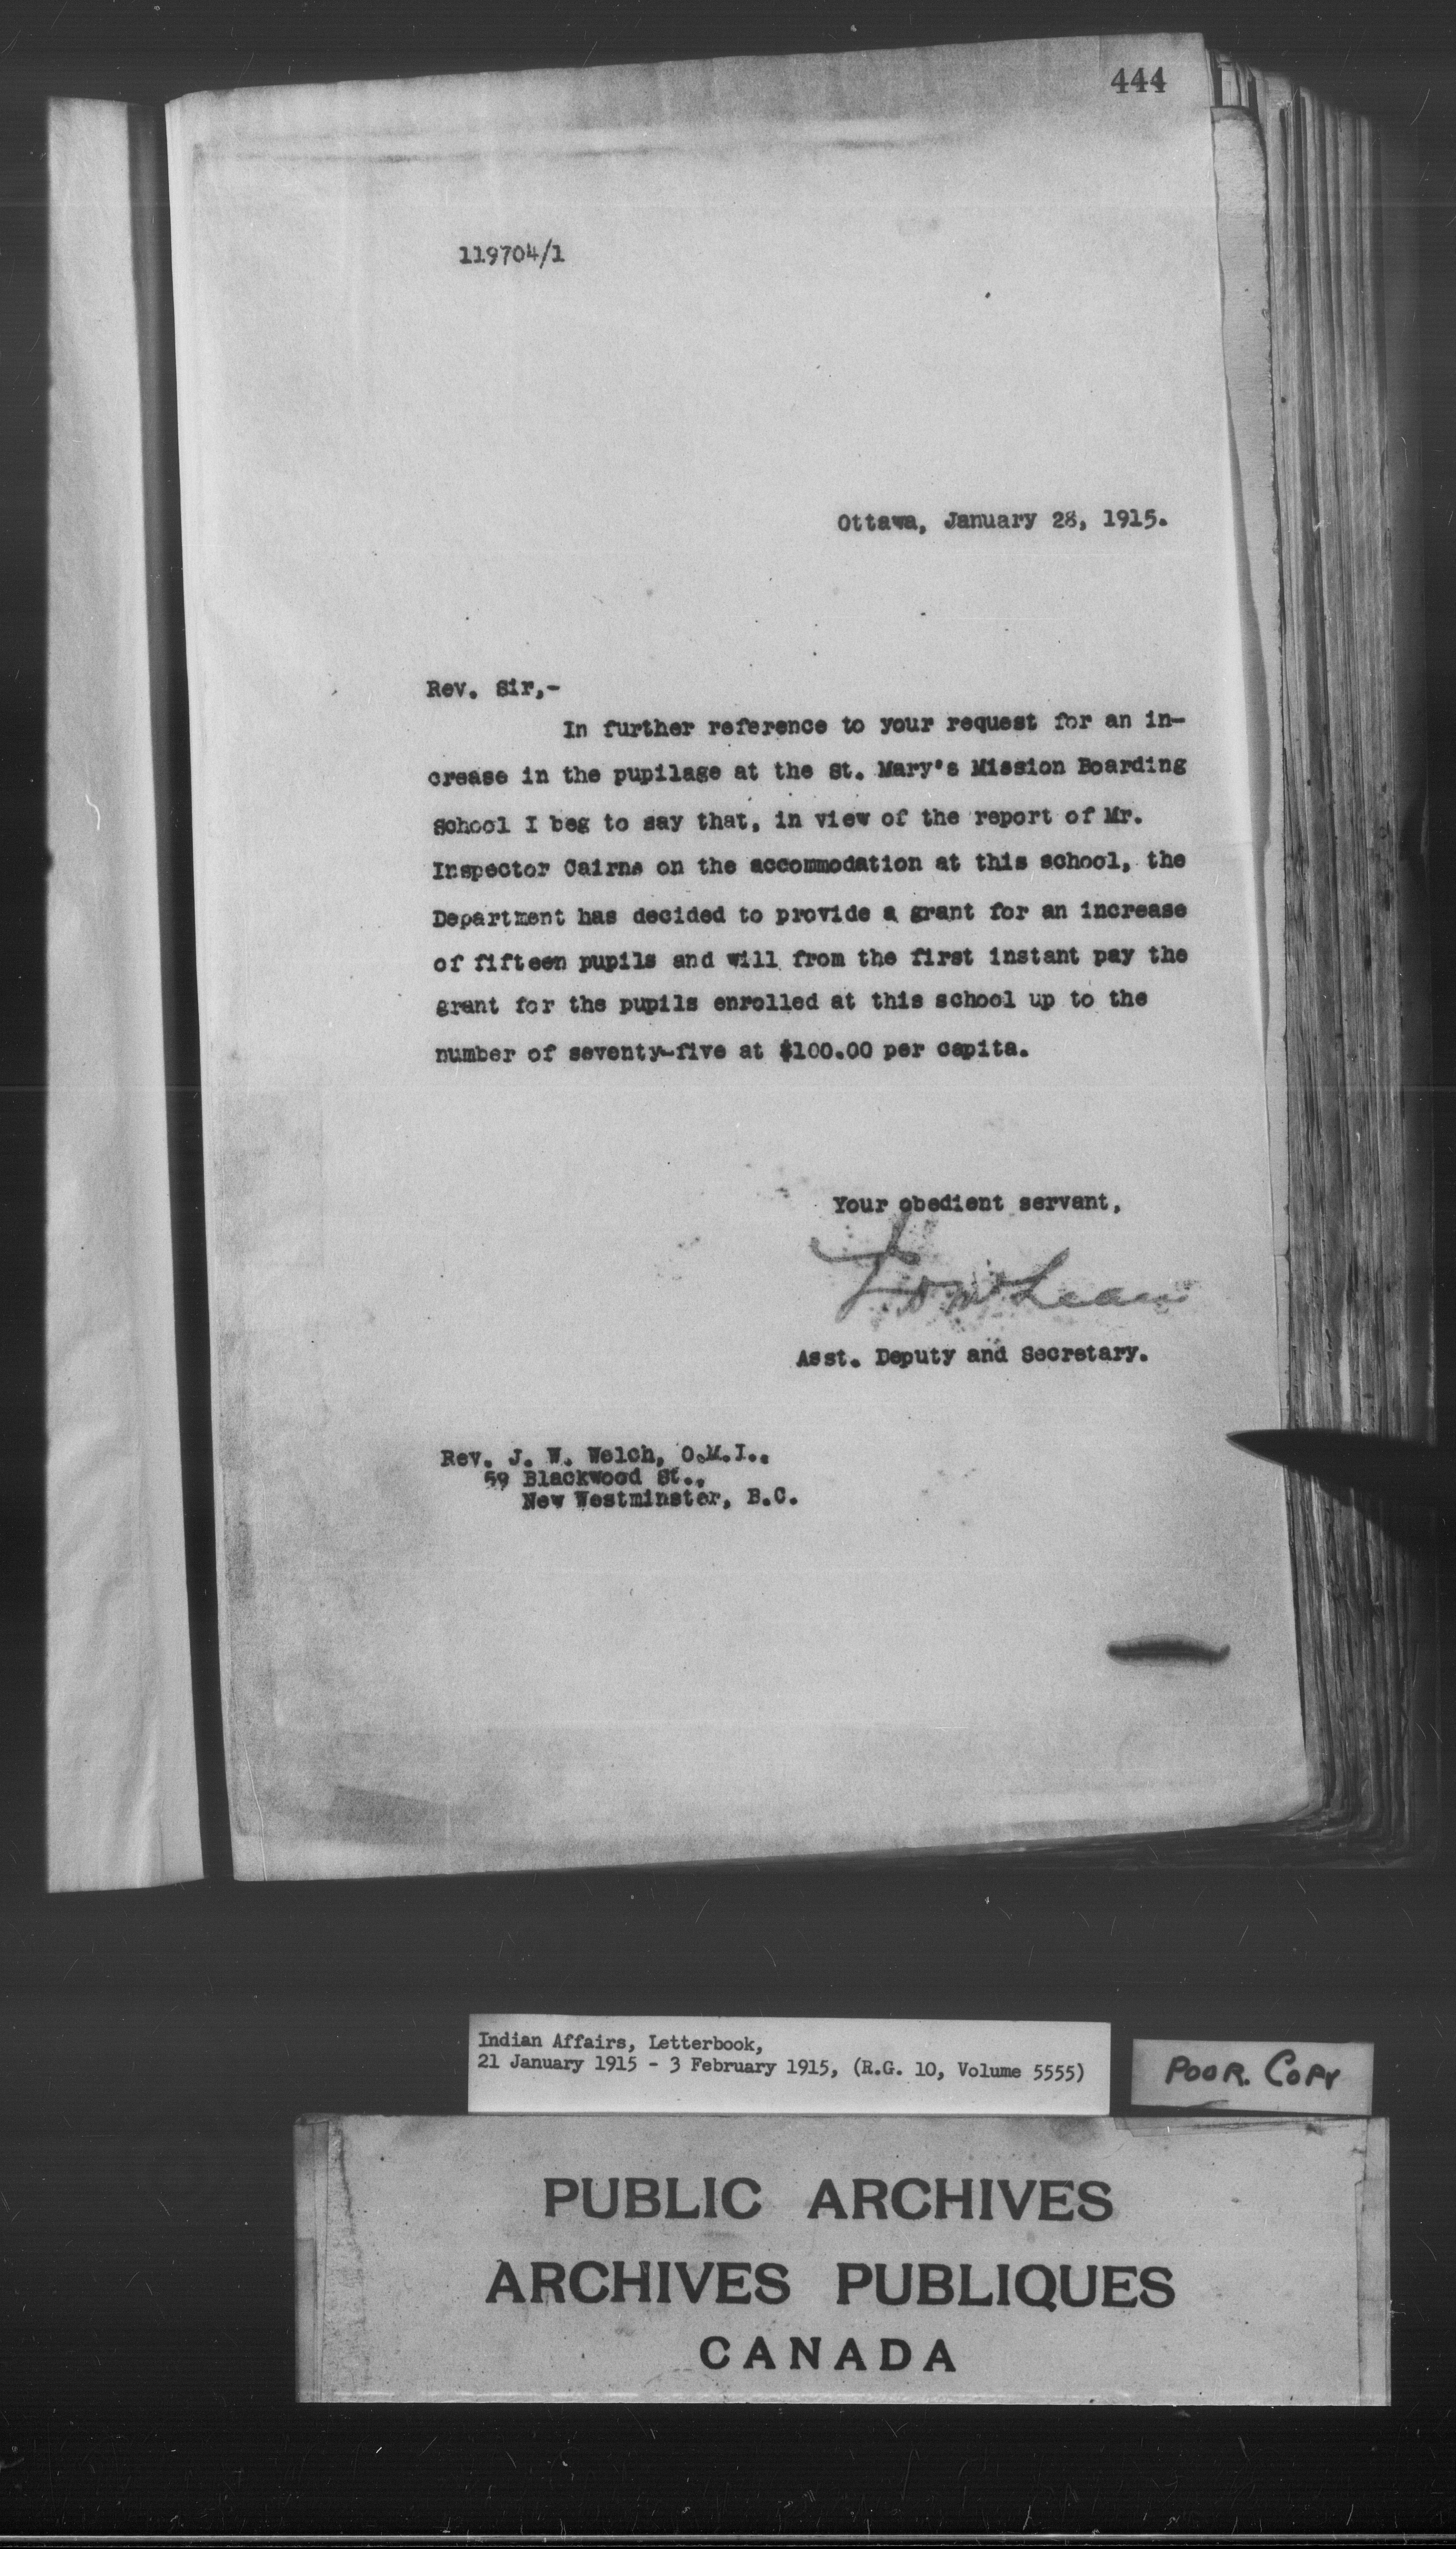 444
119704/1
Ottawa, January 28, 1915.
Rev. Sir,-
In further reference to your request for an in-
crease in the pupilage at the St. Mary's Mission Boarding
School I beg to say that, in view of the report of Mr.
Inspector Cairns on the accommodation at this school, the
Department has decided to provide a grant for an increase
of fifteen pupils and will from the first instant pay the
grant for the pupils enrolled at this school up to the
number of seventy-five at $100.00 per capita.
Your obedient servant,
J D McLean
Asst. Deputy and Secretary.
Rev. J. W. Welch, O.M.I.,
59 Blackwood St.,
New Westminster, B.C.
Indian Affairs, Letterbook,
21 January 1915 - 3 February 1915, (R.G. 10, Volume 5555)
POOR. COPY
PUBLIC ARCHIVES
ARCHIVES PUBLIQUES
CANADA